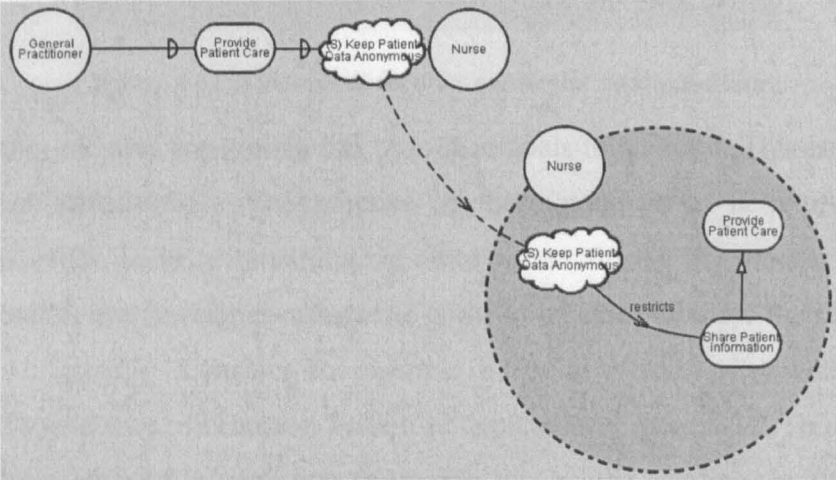 General
Practitioner
Provide
Patient Care
(S) Keep Patient
Data Anonymous
Nurse
Nurse
(S) Keep Patient
Data Anonymous
Provide
Patient Care
restricts
Share Patient
Information